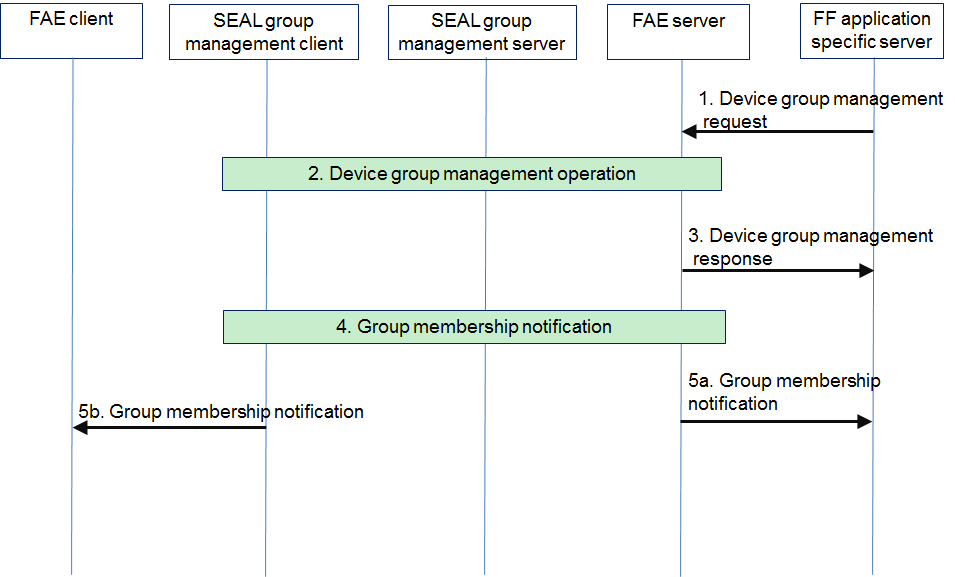 FAE client
SEAL group
management client
SEAL group
management server
FAE server
FF application
specific server
1. Device group management
request
2. Device group management operation
3. Device group management
response
4. Group membership notification
5a. Group membership
notification
5b. Group membership notification